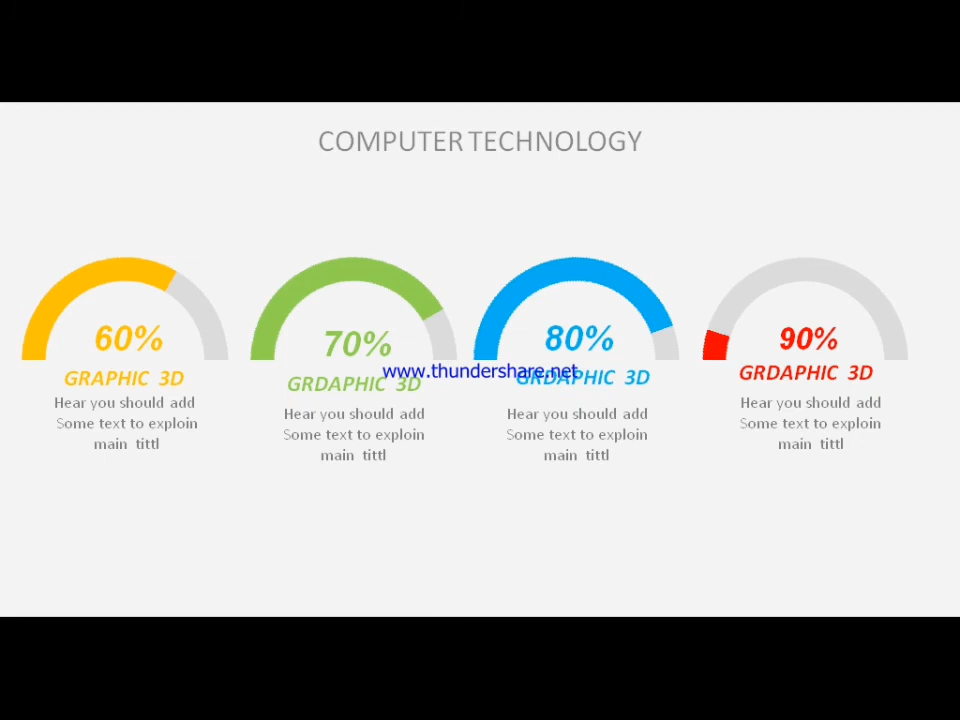 COMPUTER TECHNOLOGY
60%
GRAPHIC 3D
Hear you should add
Some text to exploin
main tittl
70%
GRDAPHIC 3D
Hear you should add
Some text to exploin
main tittl
80%
GRDAPHIC 3D
Hear you should add
Some text to exploin
main tittl
90%
GRDAPHIC 3D
Hear you should add
Some text to exploin
main tittl
www.thundershare.net